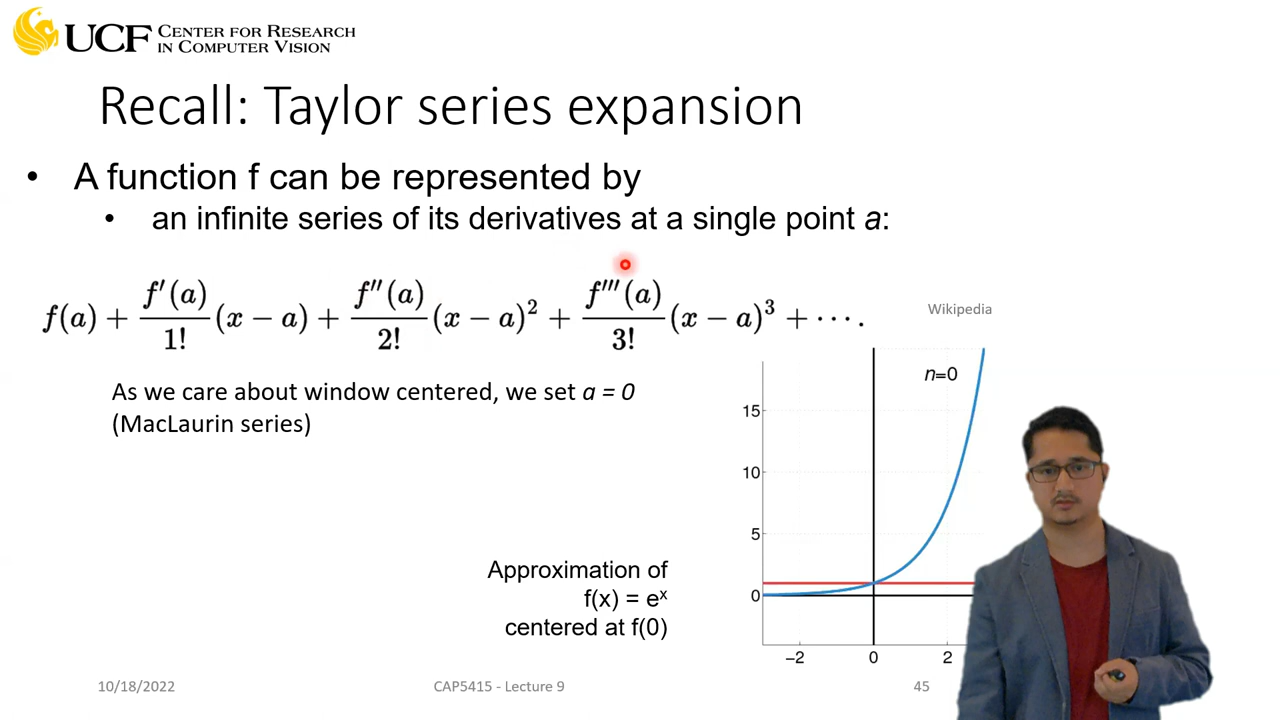 UCF CENTER FOR RESEARCH
IN COMPUTER VISION
Recall: Taylor series expansion
• A function f can be represented by
• an infinite series of its derivatives at a single point a:
f(a) + f′(a)/1! (x − a) + f″(a)/2! (x − a)² + f‴(a)/3! (x − a)³ + ⋯.
Wikipedia
As we care about window centered, we set a = 0
(MacLaurin series)
n=0
15
10
5
0
−2 0 2
Approximation of
f(x) = eˣ
centered at f(0)
10/18/2022
CAP5415 - Lecture 9
45